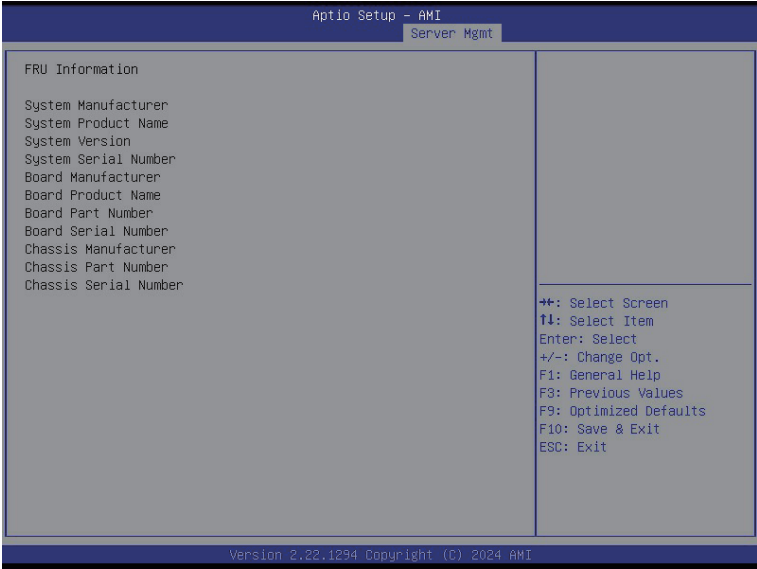 Aptio Setup – AMI
Server Mgmt
FRU Information
System Manufacturer
System Product Name
System Version
System Serial Number
Board Manufacturer
Board Product Name
Board Part Number
Board Serial Number
Chassis Manufacturer
Chassis Part Number
Chassis Serial Number
→←: Select Screen
↑↓: Select Item
Enter: Select
+/-: Change Opt.
F1: General Help
F3: Previous Values
F9: Optimized Defaults
F10: Save & Exit
ESC: Exit
Version 2.22.1294 Copyright (C) 2024 AMI